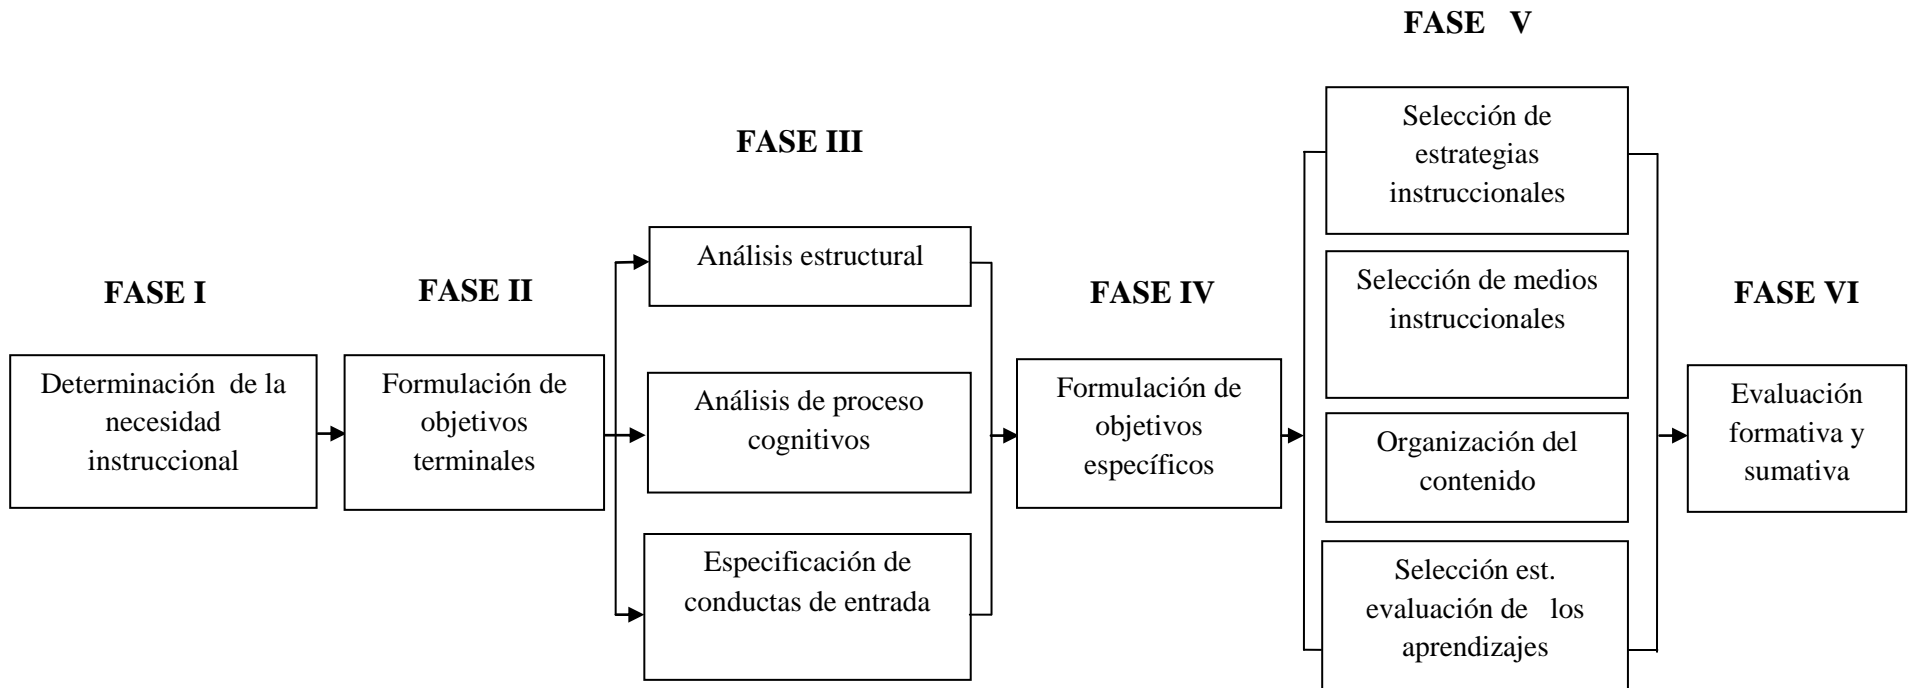 FASE I
Determinación de la
necesidad
instruccional
FASE II
Formulación de
objetivos
terminales
FASE III
Análisis estructural
Análisis de proceso
cognitivos
Especificación de
conductas de entrada
FASE IV
Formulación de
objetivos
específicos
FASE V
Selección de
estrategias
instruccionales
Selección de medios
instruccionales
Organización del
contenido
Selección est.
evaluación de los
aprendizajes
FASE VI
Evaluación
formativa y
sumativa